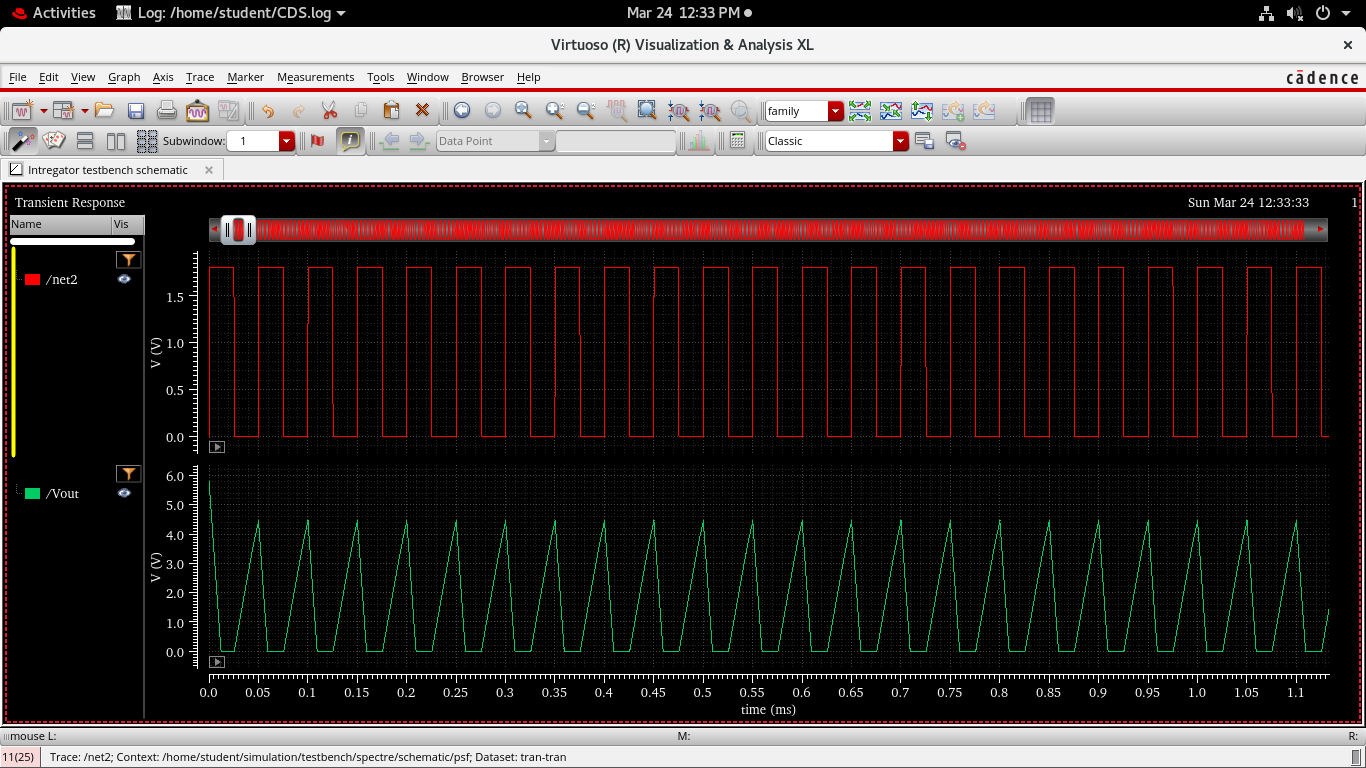 Activities Log: /home/student/CDS.log Mar 24 12:33 PM
Virtuoso (R) Visualization & Analysis XL
File Edit View Graph Axis Trace Marker Measurements Tools Window Browser Help cādence
family
Subwindow: 1 Data Point Classic
Intregator testbench schematic
Transient Response Sun Mar 24 12:33:33 1
Name Vis
/net2
1.5
1.0
0.5
0.0
V (V)
/Vout
6.0
5.0
4.0
3.0
2.0
1.0
0.0
V (V)
0.0 0.05 0.1 0.15 0.2 0.25 0.3 0.35 0.4 0.45 0.5 0.55 0.6 0.65 0.7 0.75 0.8 0.85 0.9 0.95 1.0 1.05 1.1
time (ms)
mouse L: M: R:
11(25) Trace: /net2; Context: /home/student/simulation/testbench/spectre/schematic/psf; Dataset: tran-tran